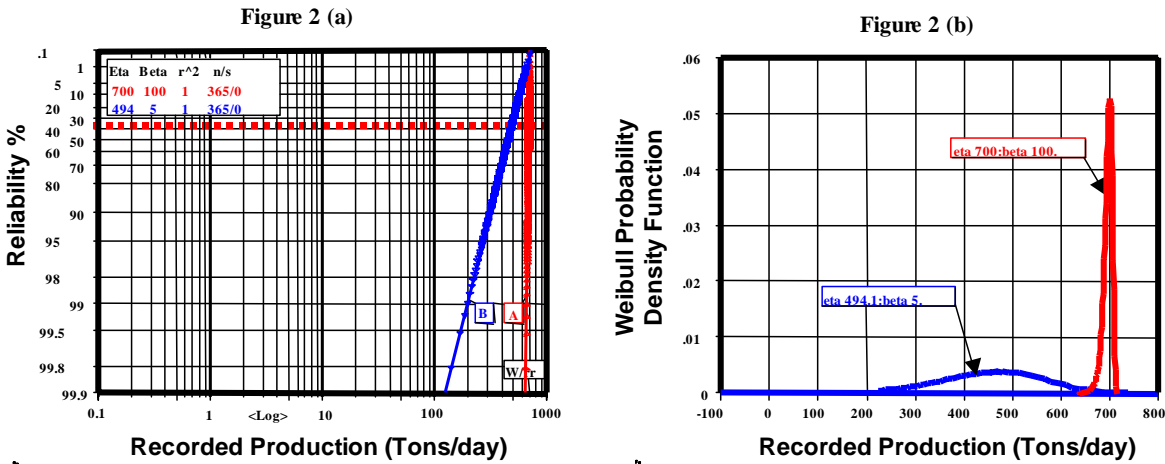 Figure 2 (a)
.1
1
5
10
20
30
40
50
60
70
80
90
95
98
99
99.5
99.8
99.9
Reliability %
Eta Beta r^2 n/s
700 100 1 365/0
494 5 1 365/0
B
A
0.1
1
<Log>
10
100
1000
Recorded Production (Tons/day)
Figure 2 (b)
.06
.05
.04
.03
.02
.01
0
Weibull Probability
Density Function
eta 700:beta 100.
eta 494.1:beta 5.
-100 0 100 200 300 400 500 600 700 800
Recorded Production (Tons/day)